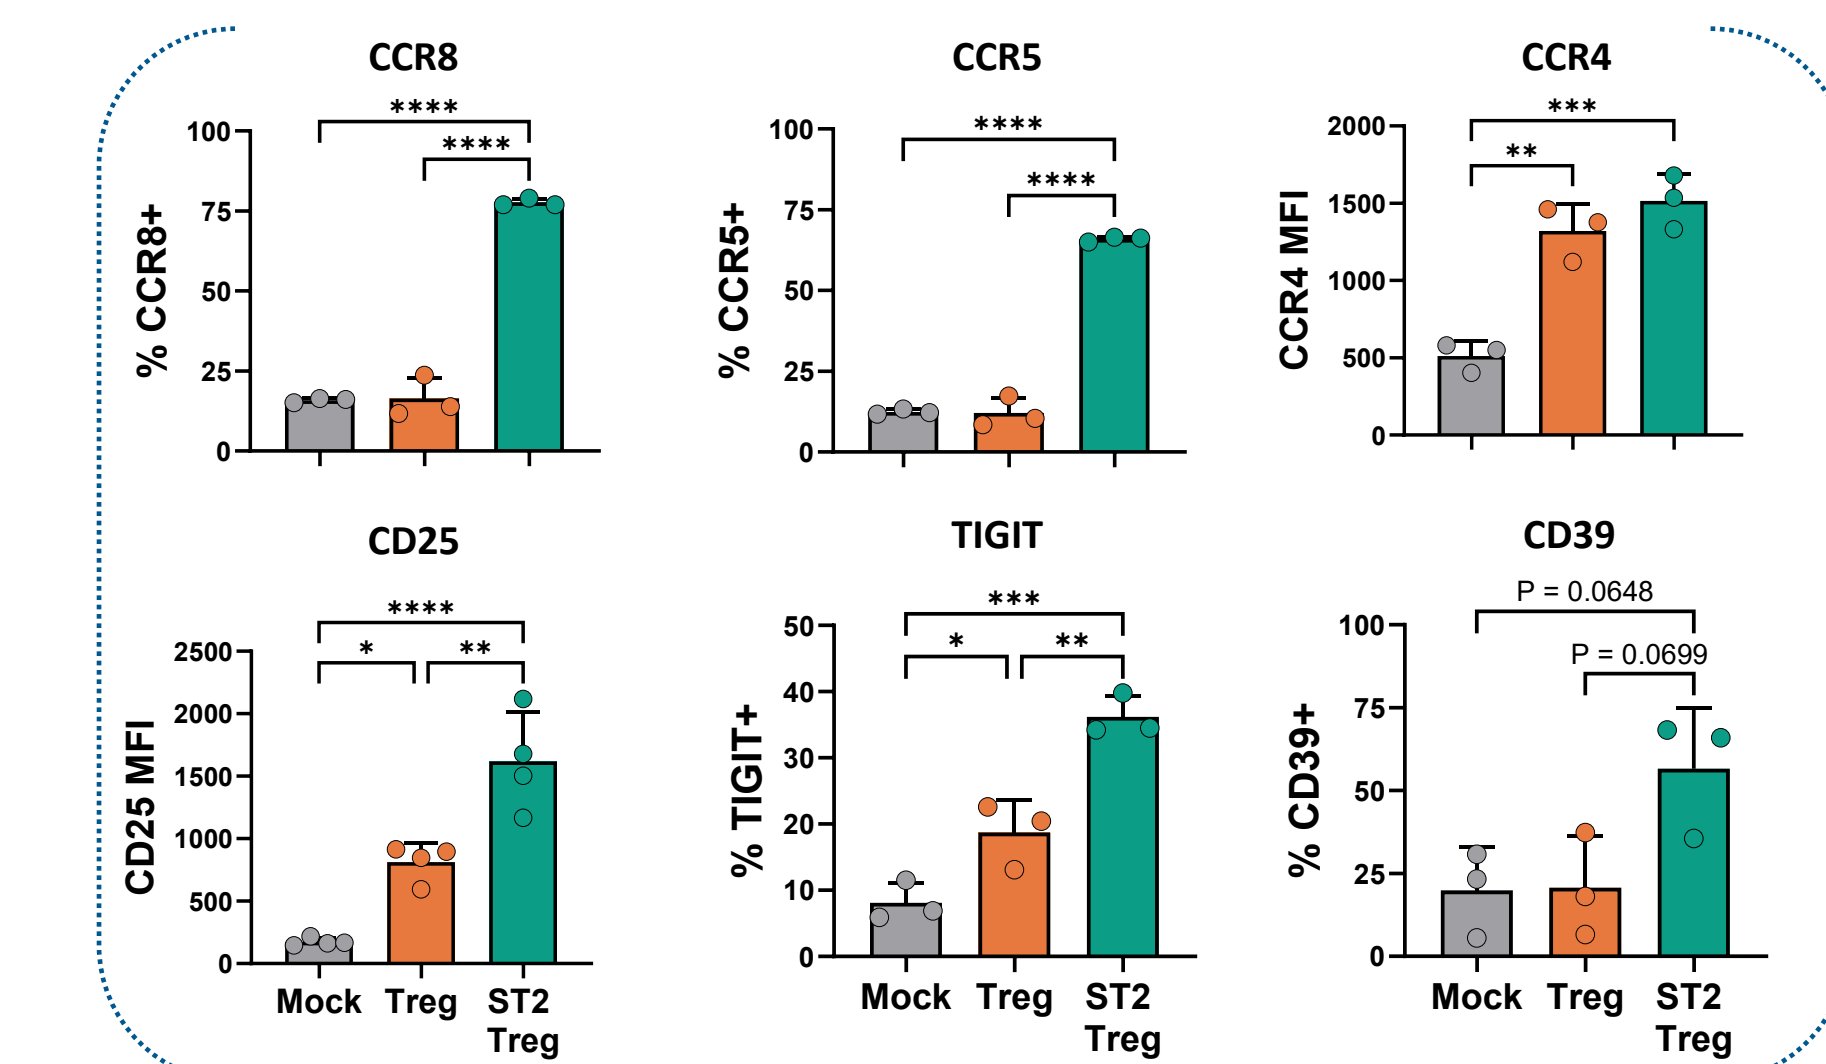 CCR8
CCR5
CCR4
****
****
% CCR8+
100
75
50
25
0
****
****
% CCR5+
100
75
50
25
0
***
**
CCR4 MFI
2000
1500
1000
500
0
CD25
TIGIT
CD39
****
*
**
CD25 MFI
2500
2000
1500
1000
500
0
Mock
Treg
ST2
Treg
***
*
**
% TIGIT+
50
40
30
20
10
0
Mock
Treg
ST2
Treg
P = 0.0648
P = 0.0699
% CD39+
100
75
50
25
0
Mock
Treg
ST2
Treg